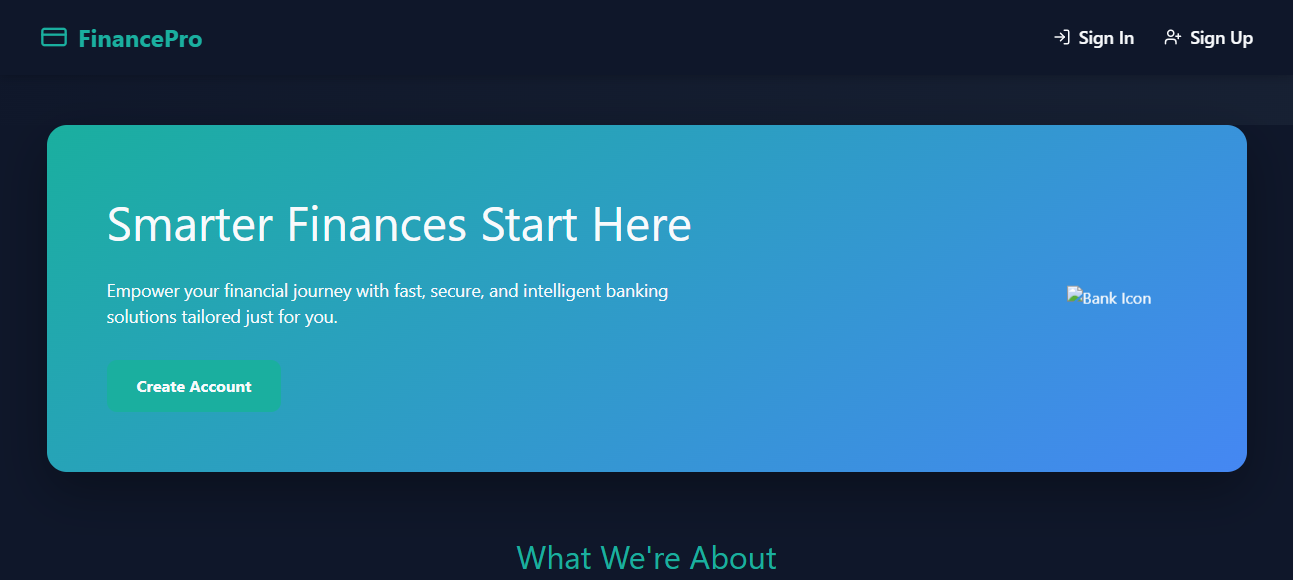 FinancePro
Sign In
Sign Up
Smarter Finances Start Here
Empower your financial journey with fast, secure, and intelligent banking
solutions tailored just for you.
Bank Icon
Create Account
What We're About